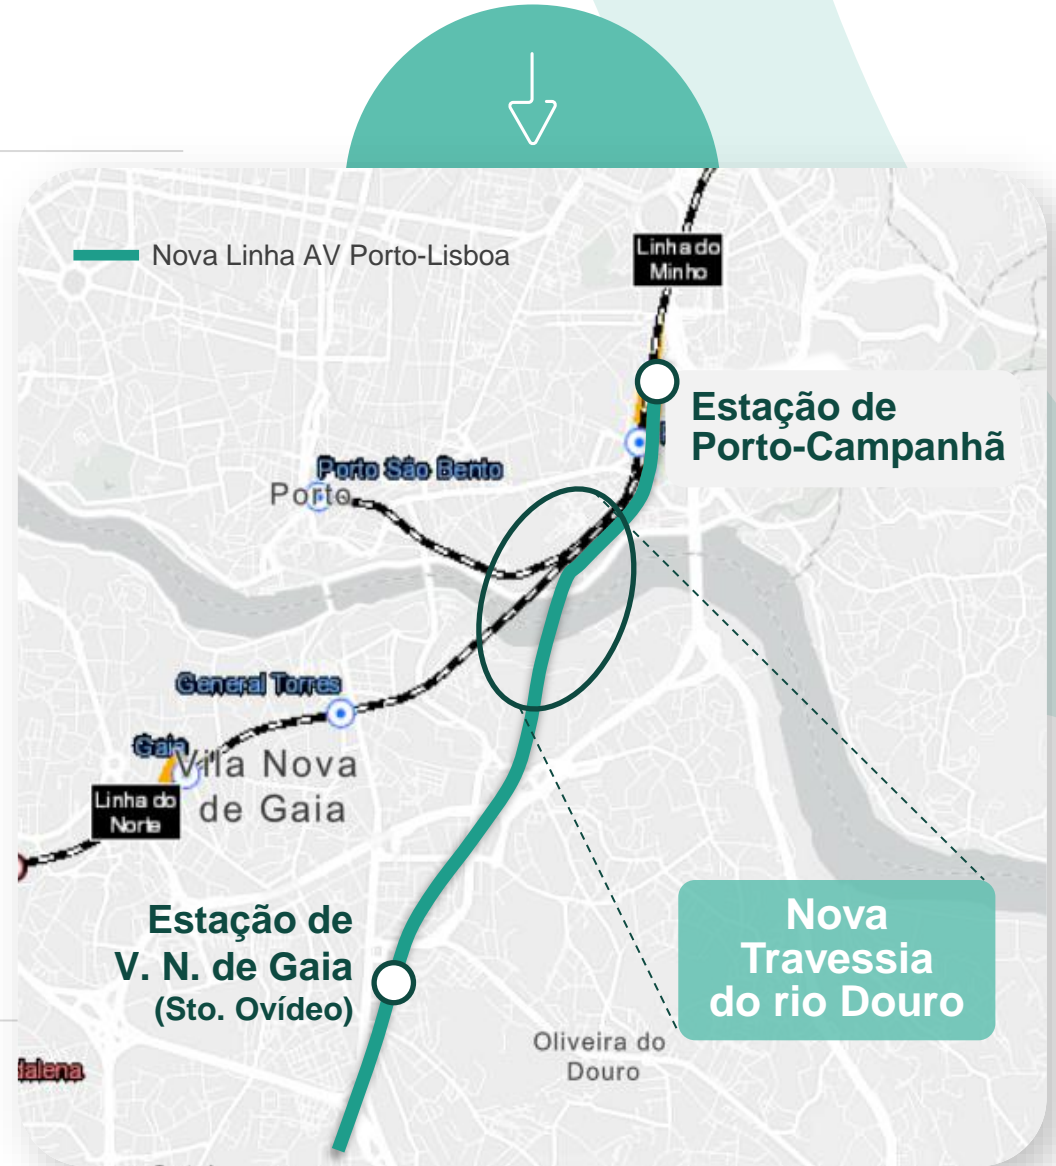 Nova Linha AV Porto-Lisboa
Linha do
Minho
Estação de
Porto-Campanhã
Porto São Bento
Porto
General Torres
Gaia
Vila Nova
de Gaia
Linha do
Norte
Estação de
V. N. de Gaia
(Sto. Ovídeo)
Nova
Travessia
do rio Douro
Oliveira do
Douro
dalena